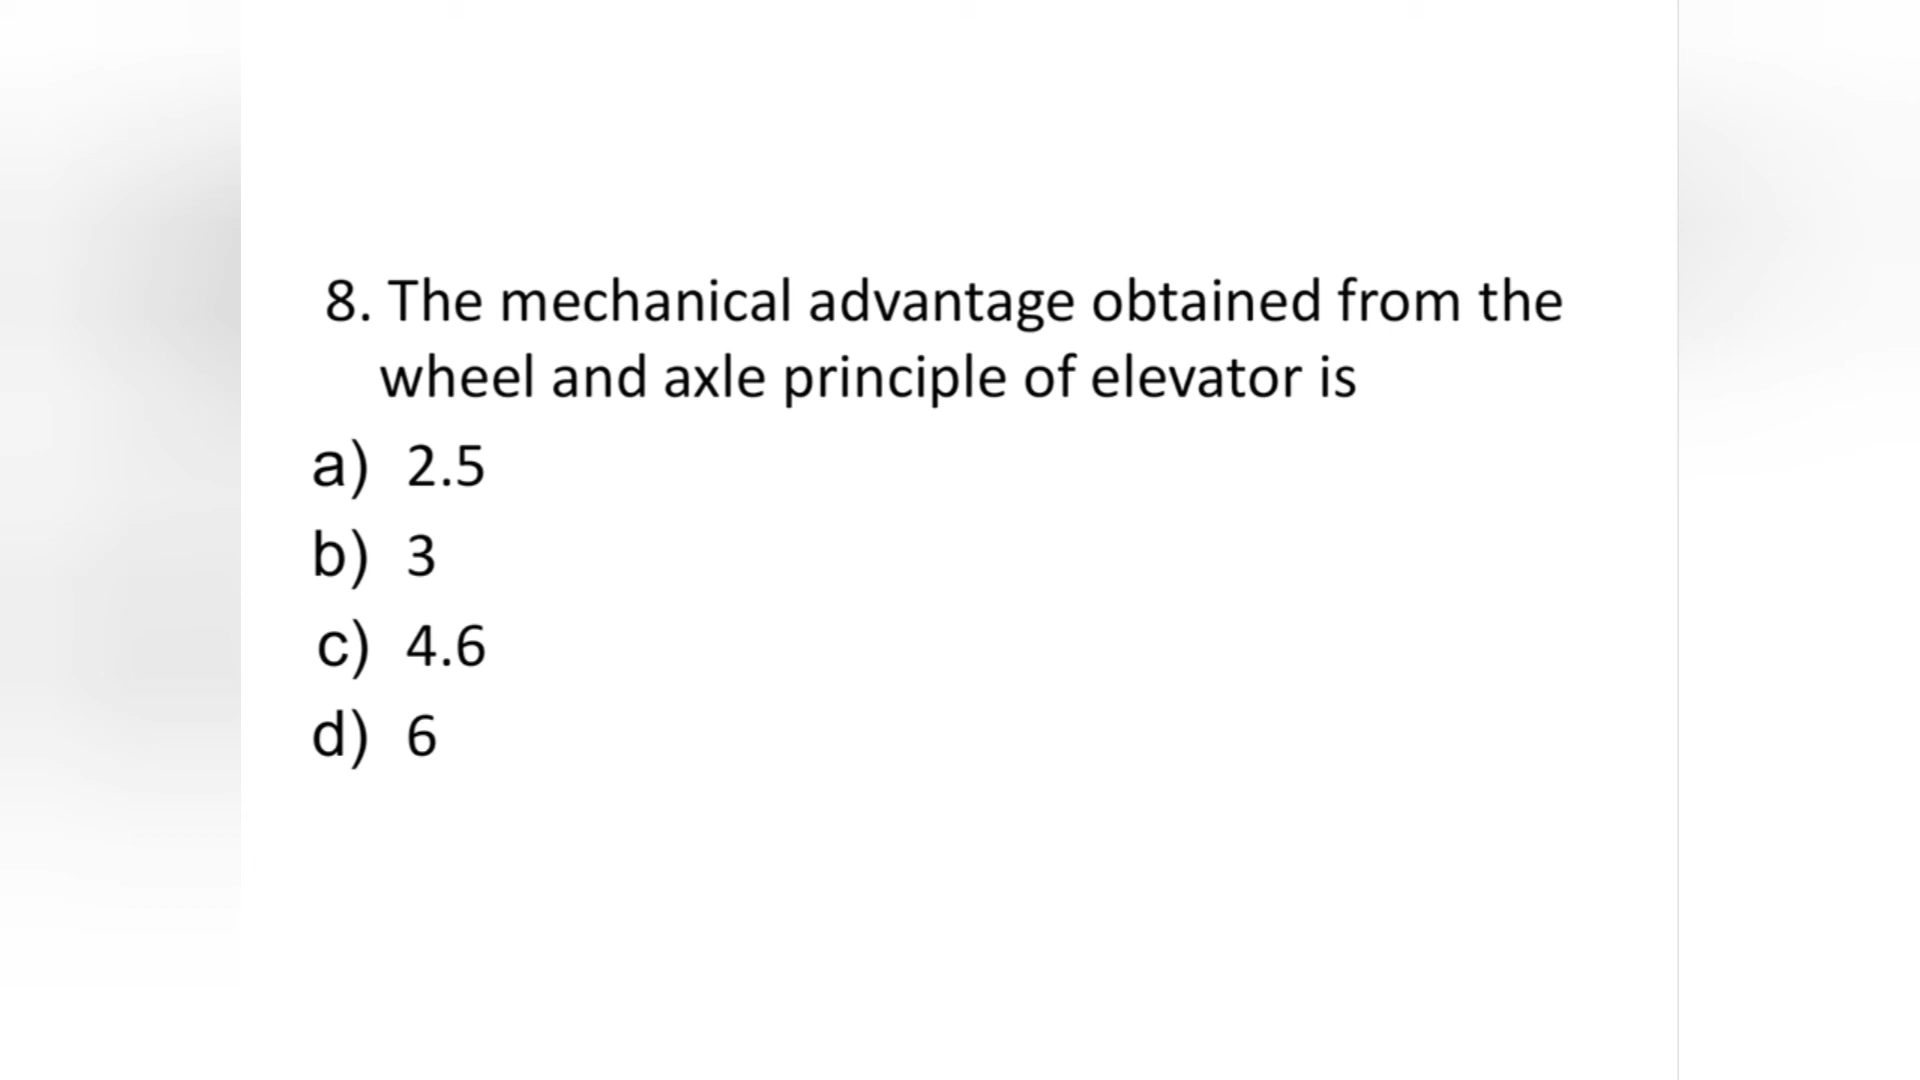 8. The mechanical advantage obtained from the
wheel and axle principle of elevator is
a) 2.5
b) 3
c) 4.6
d) 6